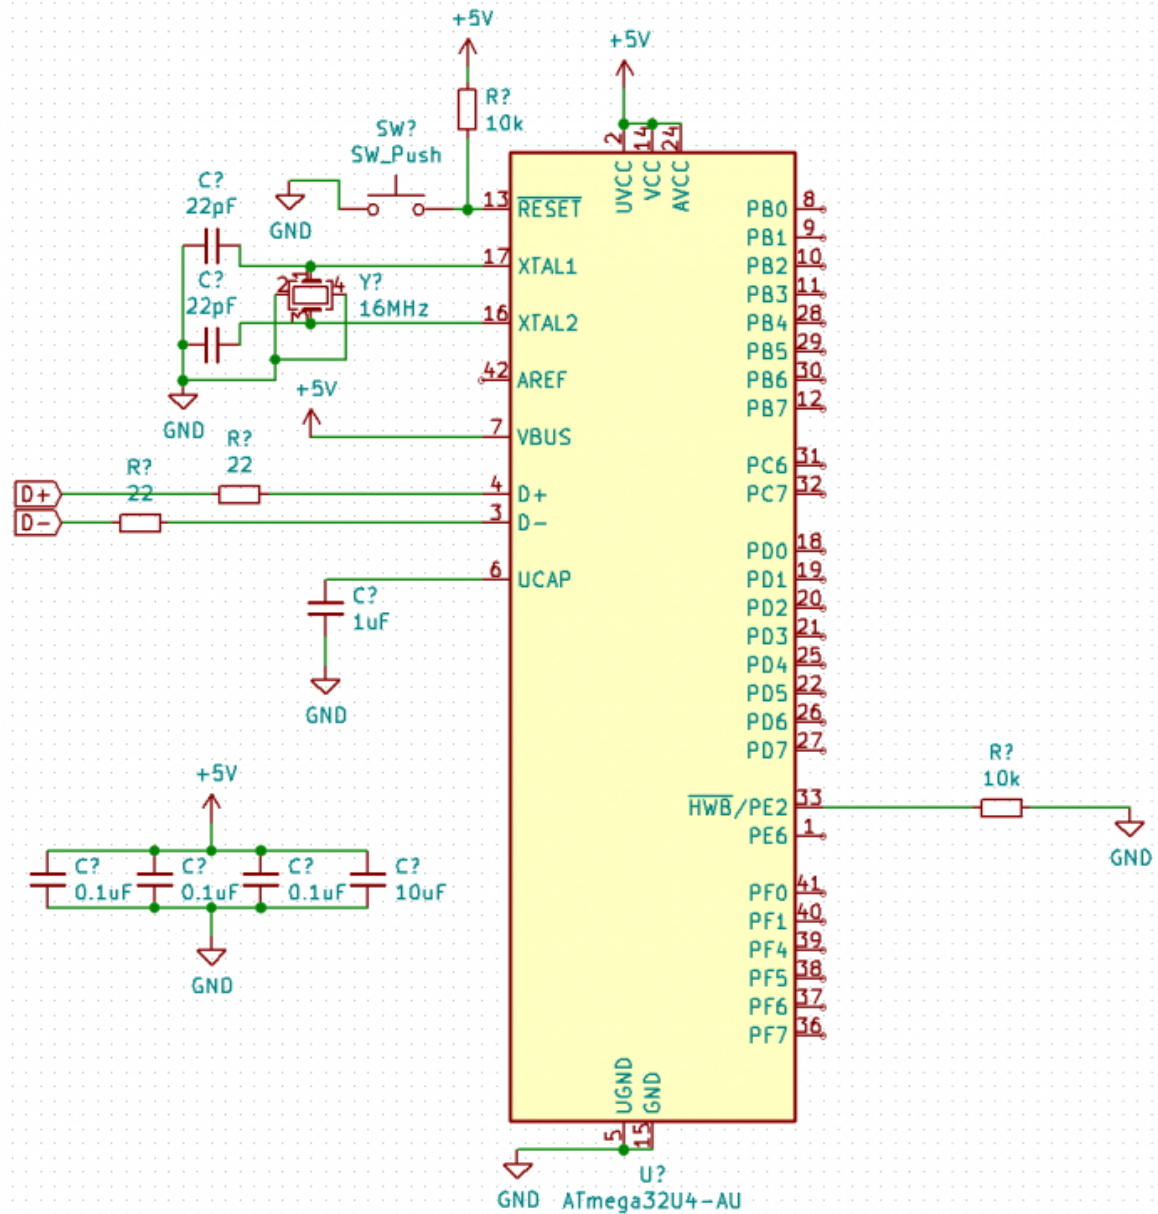 +5V
+5V
R?
10k
SW?
SW_Push
2
14
24
UVCC
VCC
AVCC
C?
22pF
GND
13
RESET
PB0
8
PB1
9
17
XTAL1
PB2
10
C?
22pF
1
2
4
3
Y?
16MHz
PB3
11
16
XTAL2
PB4
28
PB5
29
42
AREF
PB6
30
+5V
PB7
12
GND
7
VBUS
R?
22
PC6
31
R?
22
D+
4
D+
PC7
32
D-
3
D-
PD0
18
6
UCAP
PD1
19
C?
1uF
PD2
20
PD3
21
PD4
25
PD5
22
GND
PD6
26
PD7
27
R?
10k
+5V
HWB/PE2
33
PE6
1
GND
C?
0.1uF
C?
0.1uF
C?
0.1uF
C?
10uF
PF0
41
PF1
40
PF4
39
GND
PF5
38
PF6
37
PF7
36
UGND
GND
5
15
GND
U?
ATmega32U4-AU